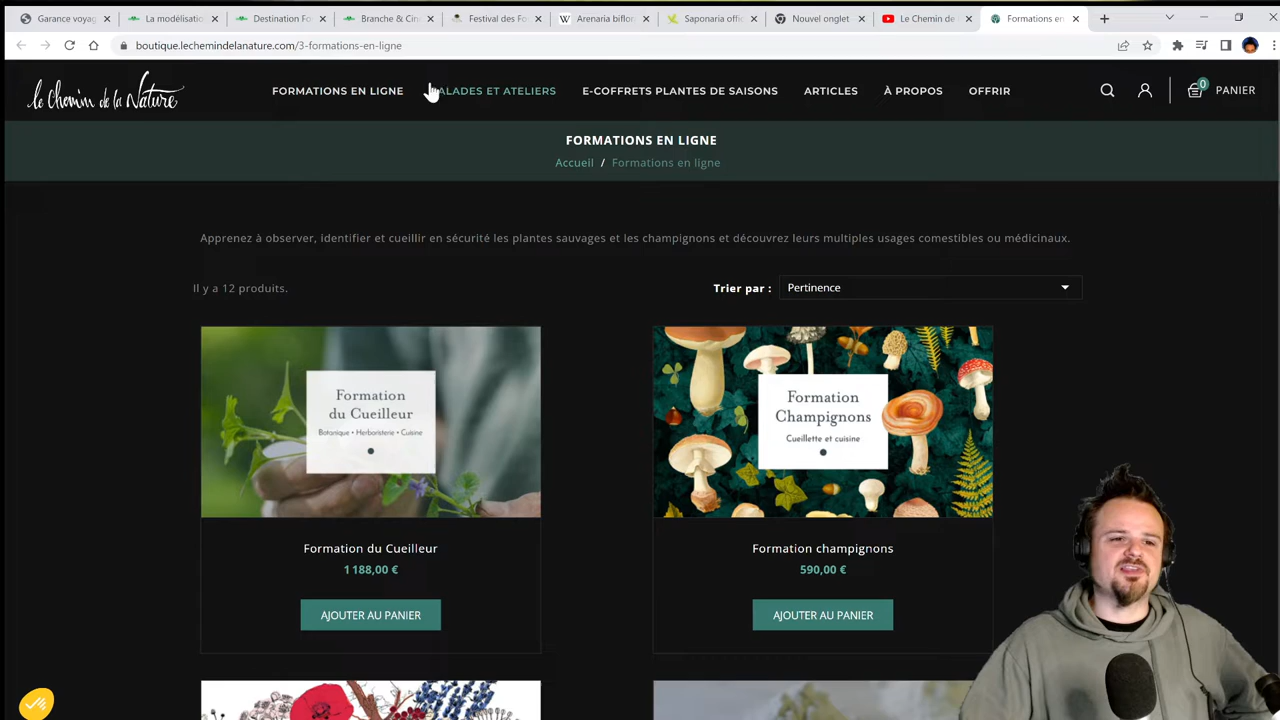 Garance voyag
La modélisatio
Destination Fo
Branche & Cin
Festival des Fo
Arenaria biflor
Saponaria offi
Nouvel onglet
Le Chemin de
Formations en
boutique.lechemindelanature.com/3-formations-en-ligne
le Chemin de la Nature
FORMATIONS EN LIGNE
ALADES ET ATELIERS
E-COFFRETS PLANTES DE SAISONS
ARTICLES
À PROPOS
OFFRIR
0
PANIER
FORMATIONS EN LIGNE
Accueil / Formations en ligne
Apprenez à observer, identifier et cueillir en sécurité les plantes sauvages et les champignons et découvrez leurs multiples usages comestibles ou médicinaux.
Il y a 12 produits.
Trier par :
Pertinence
Formation
du Cueilleur
Botanique • Herboristerie • Cuisine
Formation
Champignons
Cueillette et cuisine
Formation du Cueilleur
1 188,00 €
AJOUTER AU PANIER
Formation champignons
590,00 €
AJOUTER AU PANIER